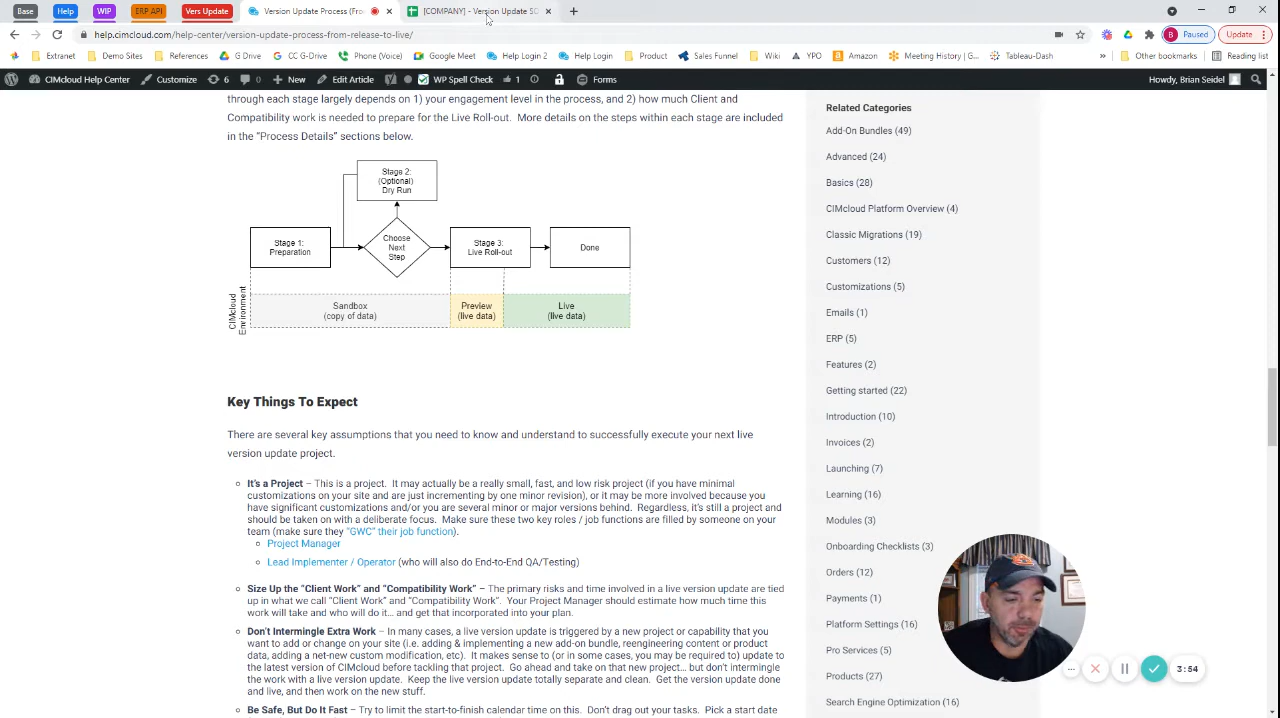 Base
Help
WIP
ERP API
Vers Update
Version Update Process (Fro
[COMPANY] - Version Update SC
help.cimcloud.com/help-center/version-update-process-from-release-to-live/
B
Paused
Update
Extranet
Demo Sites
References
G Drive
CC G-Drive
Phone (Voice)
Google Meet
Help Login 2
Help Login
Product
Sales Funnel
Wiki
YPO
Amazon
Meeting History | G...
Tableau-Dash
»
Other bookmarks
Reading list
CIMcloud Help Center
Customize
6
0
New
Edit Article
WP Spell Check
1
Forms
Howdy, Brian Seidel
through each stage largely depends on 1) your engagement level in the process, and 2) how much Client and
Compatibility work is needed to prepare for the Live Roll-out. More details on the steps within each stage are included
in the “Process Details” sections below.
Stage 2:
(Optional)
Dry Run
Stage 1:
Preparation
Choose
Next
Step
Stage 3:
Live Roll-out
Done
CIMcloud
Environment
Sandbox
(copy of data)
Preview
(live data)
Live
(live data)
Key Things To Expect
There are several key assumptions that you need to know and understand to successfully execute your next live
version update project.
It’s a Project – This is a project. It may actually be a really small, fast, and low risk project (if you have minimal
customizations on your site and are just incrementing by one minor revision), or it may be more involved because you
have significant customizations and/or you are several minor or major versions behind. Regardless, it’s still a project and
should be taken on with a deliberate focus. Make sure these two key roles / job functions are filled by someone on your
team (make sure they “GWC” their job function).
Project Manager
Lead Implementer / Operator (who will also do End-to-End QA/Testing)
Size Up the “Client Work” and “Compatibility Work” – The primary risks and time involved in a live version update are tied
up in what we call “Client Work” and “Compatibility Work”. Your Project Manager should estimate how much time this
work will take and who will do it… and get that incorporated into your plan.
Don’t Intermingle Extra Work – In many cases, a live version update is triggered by a new project or capability that you
want to add or change on your site (i.e. adding & implementing a new add-on bundle, reengineering content or product
data, adding a net-new custom modification, etc). It makes sense to (or in some cases, you may be required to) update to
the latest version of CIMcloud before tackling that project. Go ahead and take on that new project… but don’t intermingle
the work with a live version update. Keep the live version update totally separate and clean. Get the version update done
and live, and then work on the new stuff.
Be Safe, But Do It Fast – Try to limit the start-to-finish calendar time on this. Don’t drag out your tasks. Pick a start date
Related Categories
Add-On Bundles (49)
Advanced (24)
Basics (28)
CIMcloud Platform Overview (4)
Classic Migrations (19)
Customers (12)
Customizations (5)
Emails (1)
ERP (5)
Features (2)
Getting started (22)
Introduction (10)
Invoices (2)
Launching (7)
Learning (16)
Modules (3)
Onboarding Checklists (3)
Orders (12)
Payments (1)
Platform Settings (16)
Pro Services (5)
Products (27)
Search Engine Optimization (16)
3:54